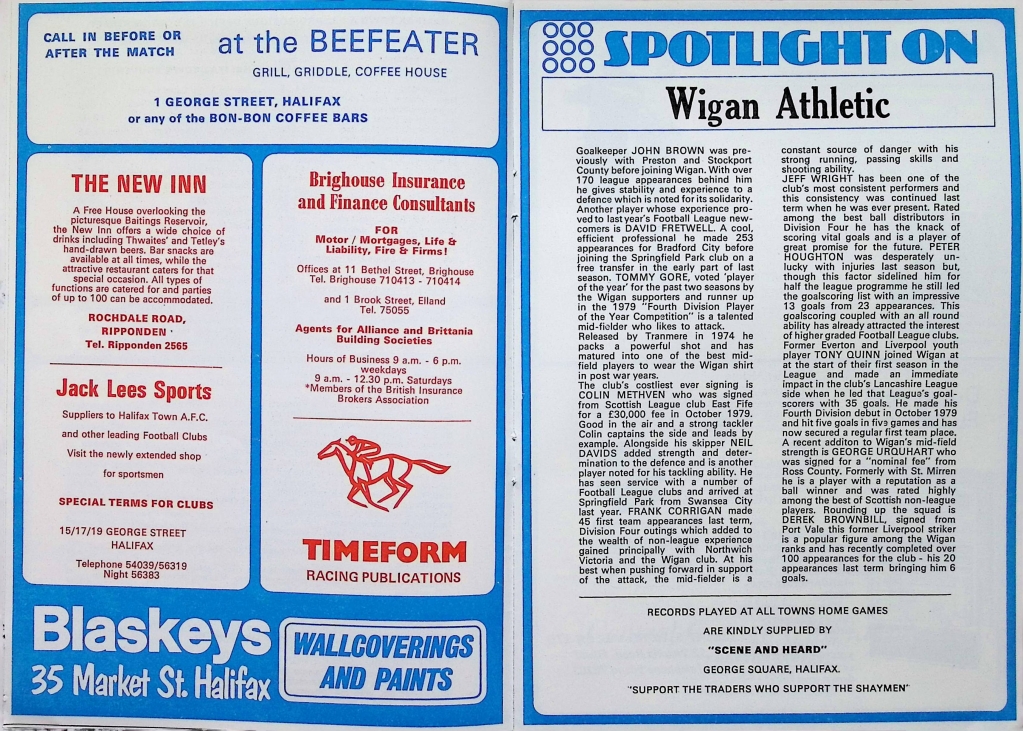 CALL IN BEFORE OR
AFTER THE MATCH
at the BEEFEATER
GRILL, GRIDDLE, COFFEE HOUSE
1 GEORGE STREET, HALIFAX
or any of the BON-BON COFFEE BARS
THE NEW INN
A Free House overlooking the
picturesque Baitings Reservoir,
the New Inn offers a wide choice of
drinks including Thwaites' and Tetley's
hand-drawn beers. Bar snacks are
available at all times, while the
attractive restaurant caters for that
special occasion. All types of
functions are catered for and parties
of up to 100 can be accommodated.
ROCHDALE ROAD,
RIPPONDEN
Tel. Ripponden 2565
Jack Lees Sports
Suppliers to Halifax Town A.F.C.
and other leading Football Clubs
Visit the newly extended shop
for sportsmen
SPECIAL TERMS FOR CLUBS
15/17/19 GEORGE STREET
HALIFAX
Telephone 54039/56319
Night 56383
Brighouse Insurance
and Finance Consultants
FOR
Motor / Mortgages, Life &
Liability, Fire & Firms!
Offices at 11 Bethel Street, Brighouse
Tel. Brighouse 710413 - 710414
and 1 Brook Street, Elland
Tel. 75055
Agents for Alliance and Brittania
Building Societies
Hours of Business 9 a.m. - 6 p.m.
weekdays
9 a.m. - 12.30 p.m. Saturdays
*Members of the British Insurance
Brokers Association
TIMEFORM
RACING PUBLICATIONS
Blaskeys
35 Market St. Halifax
WALLCOVERINGS
AND PAINTS
SPOTLIGHT ON
Wigan Athletic
Goalkeeper JOHN BROWN was pre-
viously with Preston and Stockport
County before joining Wigan. With over
170 league appearances behind him
he gives stability and experience to a
defence which is noted for its solidarity.
Another player whose experience pro-
ved to last year's Football League new-
comers is DAVID FRETWELL. A cool,
efficient professional he made 253
appearances for Bradford City before
joining the Springfield Park club on a
free transfer in the early part of last
season. TOMMY GORE, voted 'player
of the year' for the past two seasons by
the Wigan supporters and runner up
in the 1979 "Fourth Division Player
of the Year Competition" is a talented
mid-fielder who likes to attack.
Released by Tranmere in 1974 he
packs a powerful shot and has
matured into one of the best mid-
field players to wear the Wigan shirt
in post war years.
The club's costliest ever signing is
COLIN METHVEN who was signed
from Scottish League club East Fife
for a £30,000 fee in October 1979.
Good in the air and a strong tackler
Colin captains the side and leads by
example. Alongside his skipper NEIL
DAVIDS added strength and deter-
mination to the defence and is another
player noted for his tackling ability. He
has seen service with a number of
Football League clubs and arrived at
Springfield Park from Swansea City
last year. FRANK CORRIGAN made
45 first team appearances last term,
Division Four outings which added to
the wealth of non-league experience
gained principally with Northwich
Victoria and the Wigan club. At his
best when pushing forward in support
of the attack, the mid-fielder is a
constant source of danger with his
strong running, passing skills and
shooting ability.
JEFF WRIGHT has been one of the
club's most consistent performers and
this consistency was continued last
term when he was ever present. Rated
among the best ball distributors in
Division Four he has the knack of
scoring vital goals and is a player of
great promise for the future. PETER
HOUGHTON was desperately un-
lucky with injuries last season but,
though this factor sidelined him for
half the league programme he still led
the goalscoring list with an impressive
13 goals from 23 appearances. This
goalscoring coupled with an all round
ability has already attracted the interest
of higher graded Football League clubs.
Former Everton and Liverpool youth
player TONY QUINN joined Wigan at
at the start of their first season in the
League and made an immediate
impact in the club's Lancashire League
side when he led that League's goal-
scorers with 35 goals. He made his
Fourth Division debut in October 1979
and hit five goals in five games and has
now secured a regular first team place.
A recent additon to Wigan's mid-field
strength is GEORGE URQUHART who
was signed for a "nominal fee" from
Ross County. Formerly with St. Mirren
he is a player with a reputation as a
ball winner and was rated highly
among the best of Scottish non-league
players. Rounding up the squad is
DEREK BROWNBILL, signed from
Port Vale this former Liverpool striker
is a popular figure among the Wigan
ranks and has recently completed over
100 appearances for the club - his 20
appearances last term bringing him 6
goals.
RECORDS PLAYED AT ALL TOWNS HOME GAMES
ARE KINDLY SUPPLIED BY
"SCENE AND HEARD"
GEORGE SQUARE, HALIFAX.
"SUPPORT THE TRADERS WHO SUPPORT THE SHAYMEN"